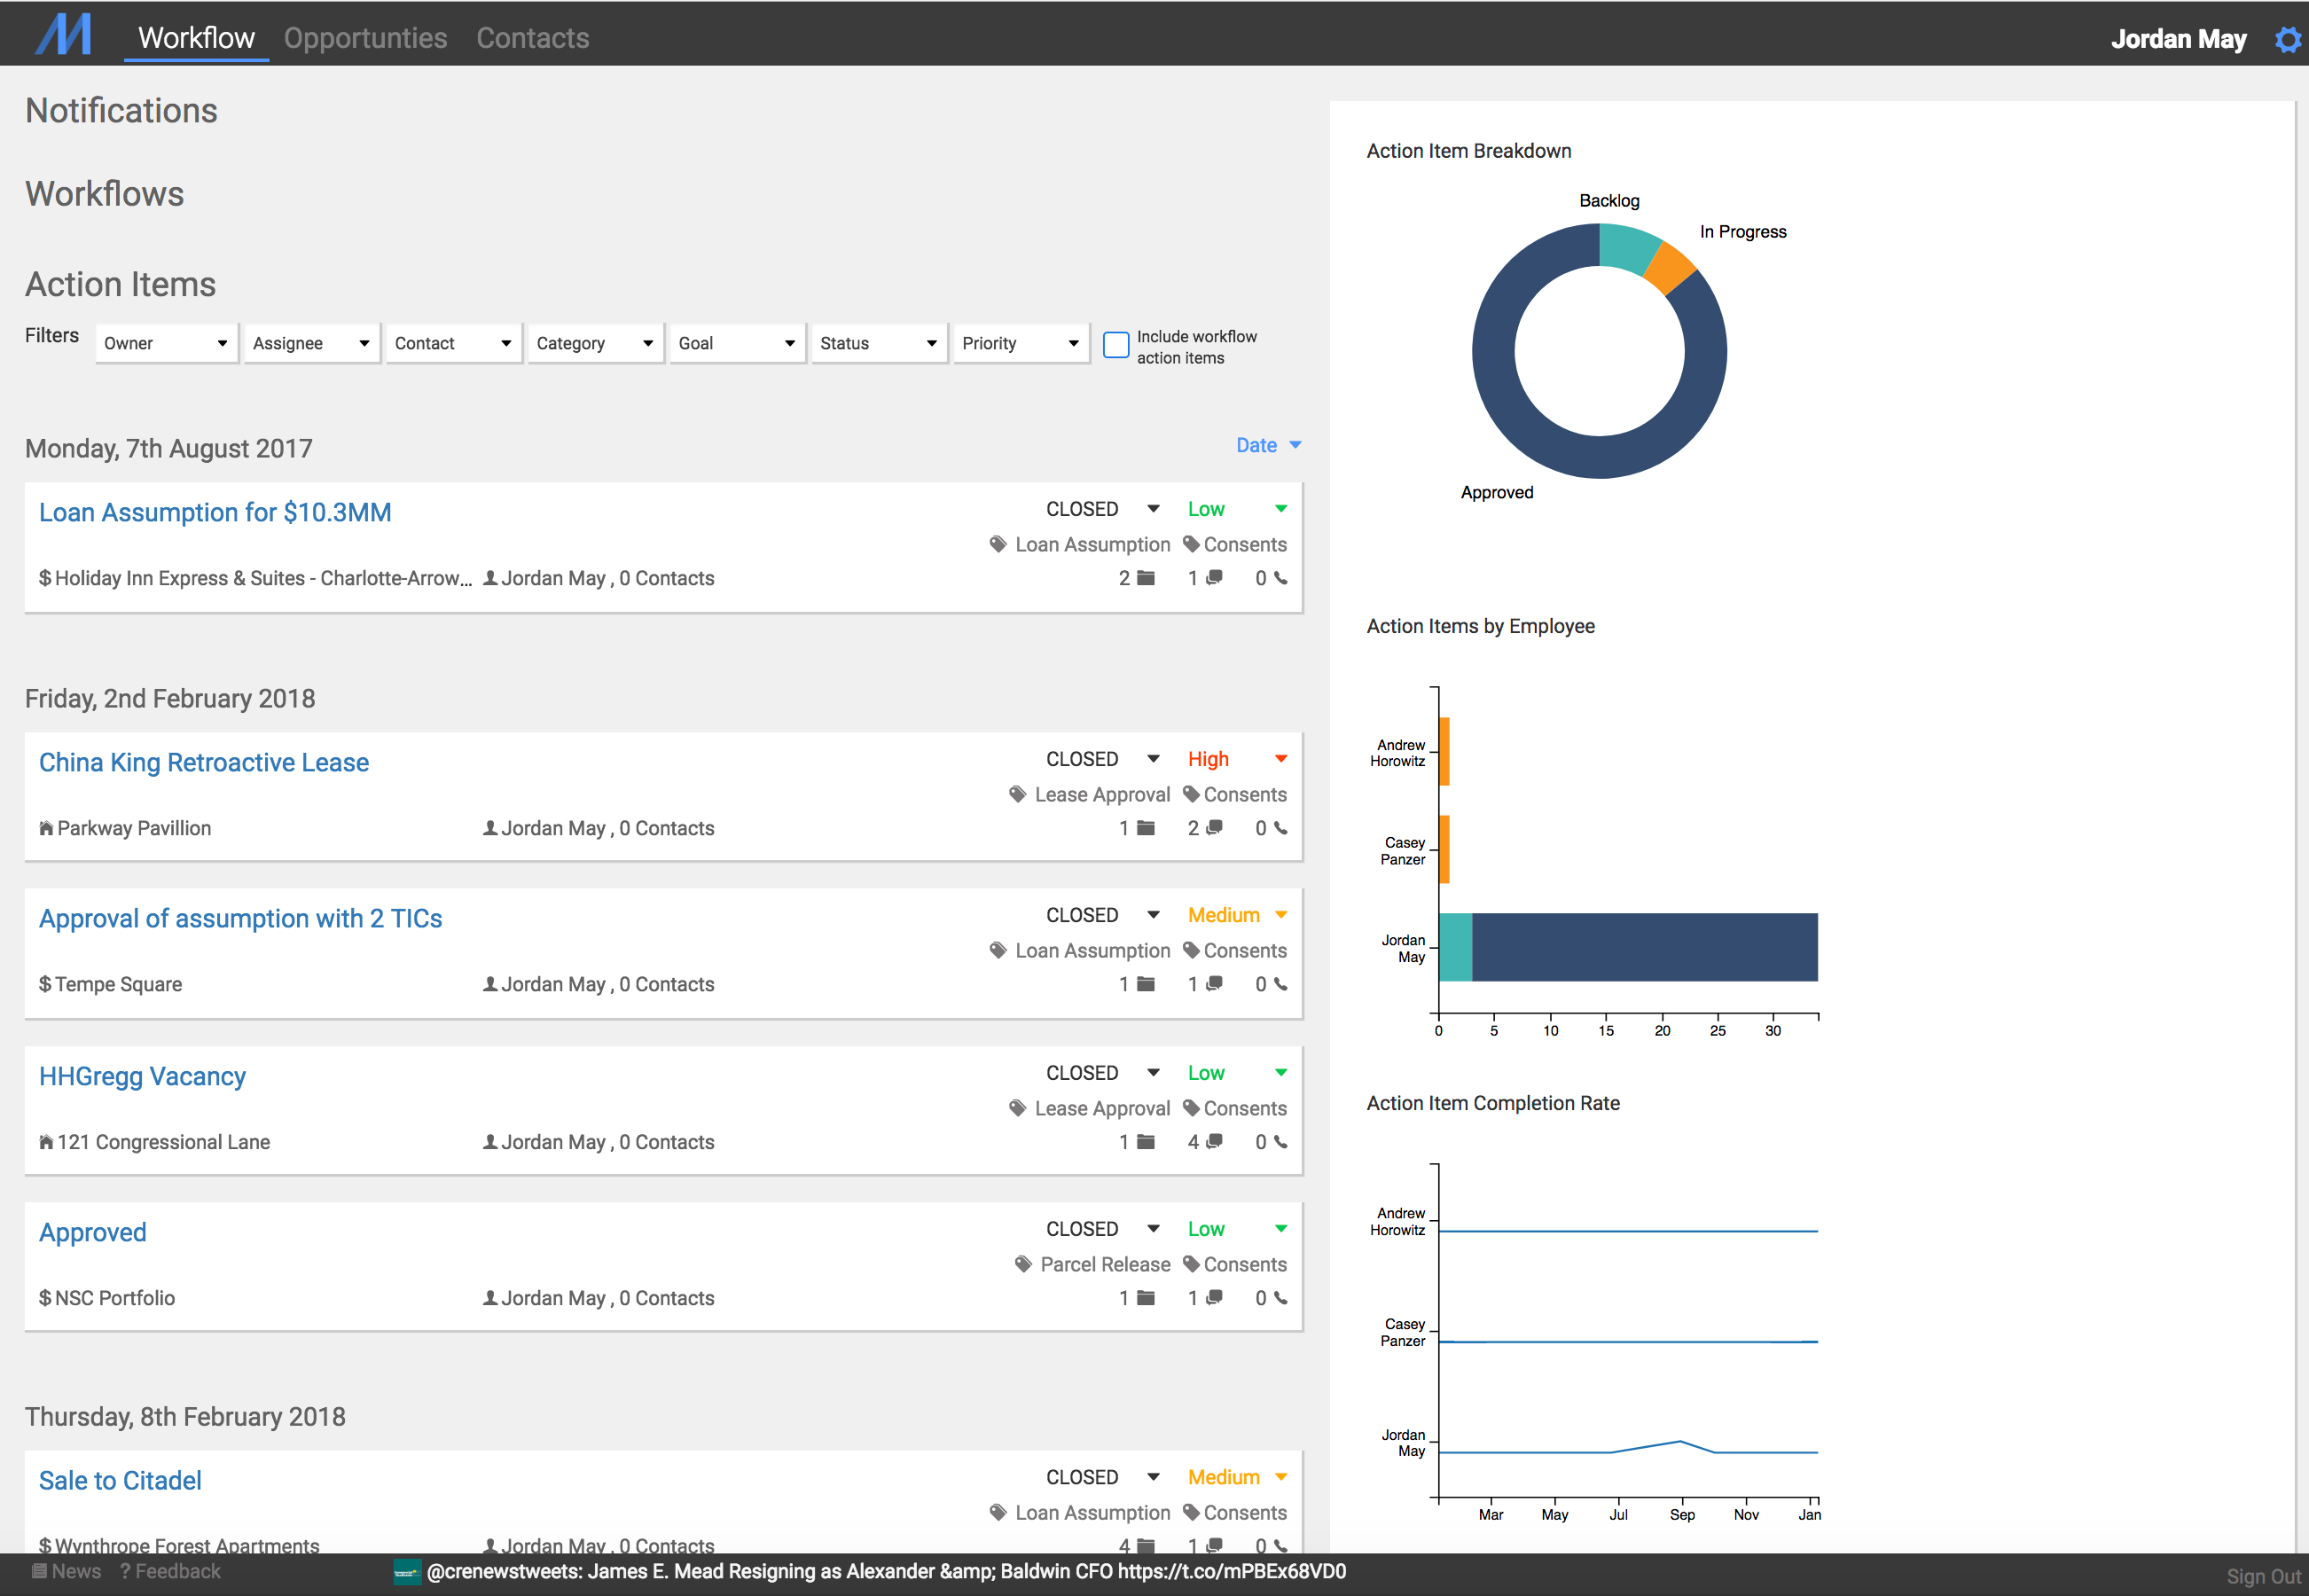 Workflow Opportunties Contacts Jordan May
Notifications
Workflows
Action Items
Filters Owner Assignee Contact Category Goal Status Priority Include workflow
action items
Monday, 7th August 2017 Date
Loan Assumption for $10.3MM CLOSED Low
Loan Assumption Consents
$ Holiday Inn Express & Suites - Charlotte-Arrow... Jordan May , 0 Contacts 2 1 0
Friday, 2nd February 2018
China King Retroactive Lease CLOSED High
Lease Approval Consents
Parkway Pavillion Jordan May , 0 Contacts 1 2 0
Approval of assumption with 2 TICs CLOSED Medium
Loan Assumption Consents
$ Tempe Square Jordan May , 0 Contacts 1 1 0
HHGregg Vacancy CLOSED Low
Lease Approval Consents
121 Congressional Lane Jordan May , 0 Contacts 1 4 0
Approved CLOSED Low
Parcel Release Consents
$ NSC Portfolio Jordan May , 0 Contacts 1 1 0
Thursday, 8th February 2018
Sale to Citadel CLOSED Medium
Loan Assumption Consents
$ Wynthrope Forest Apartments Jordan May , 0 Contacts 4 1 0
Action Item Breakdown
Backlog
In Progress
Approved
Action Items by Employee
Andrew
Horowitz
Casey
Panzer
Jordan
May
0 5 10 15 20 25 30
Action Item Completion Rate
Andrew
Horowitz
Casey
Panzer
Jordan
May
Mar May Jul Sep Nov Jan
News ? Feedback @crenewstweets: James E. Mead Resigning as Alexander &amp; Baldwin CFO https://t.co/mPBEx68VD0 Sign Out